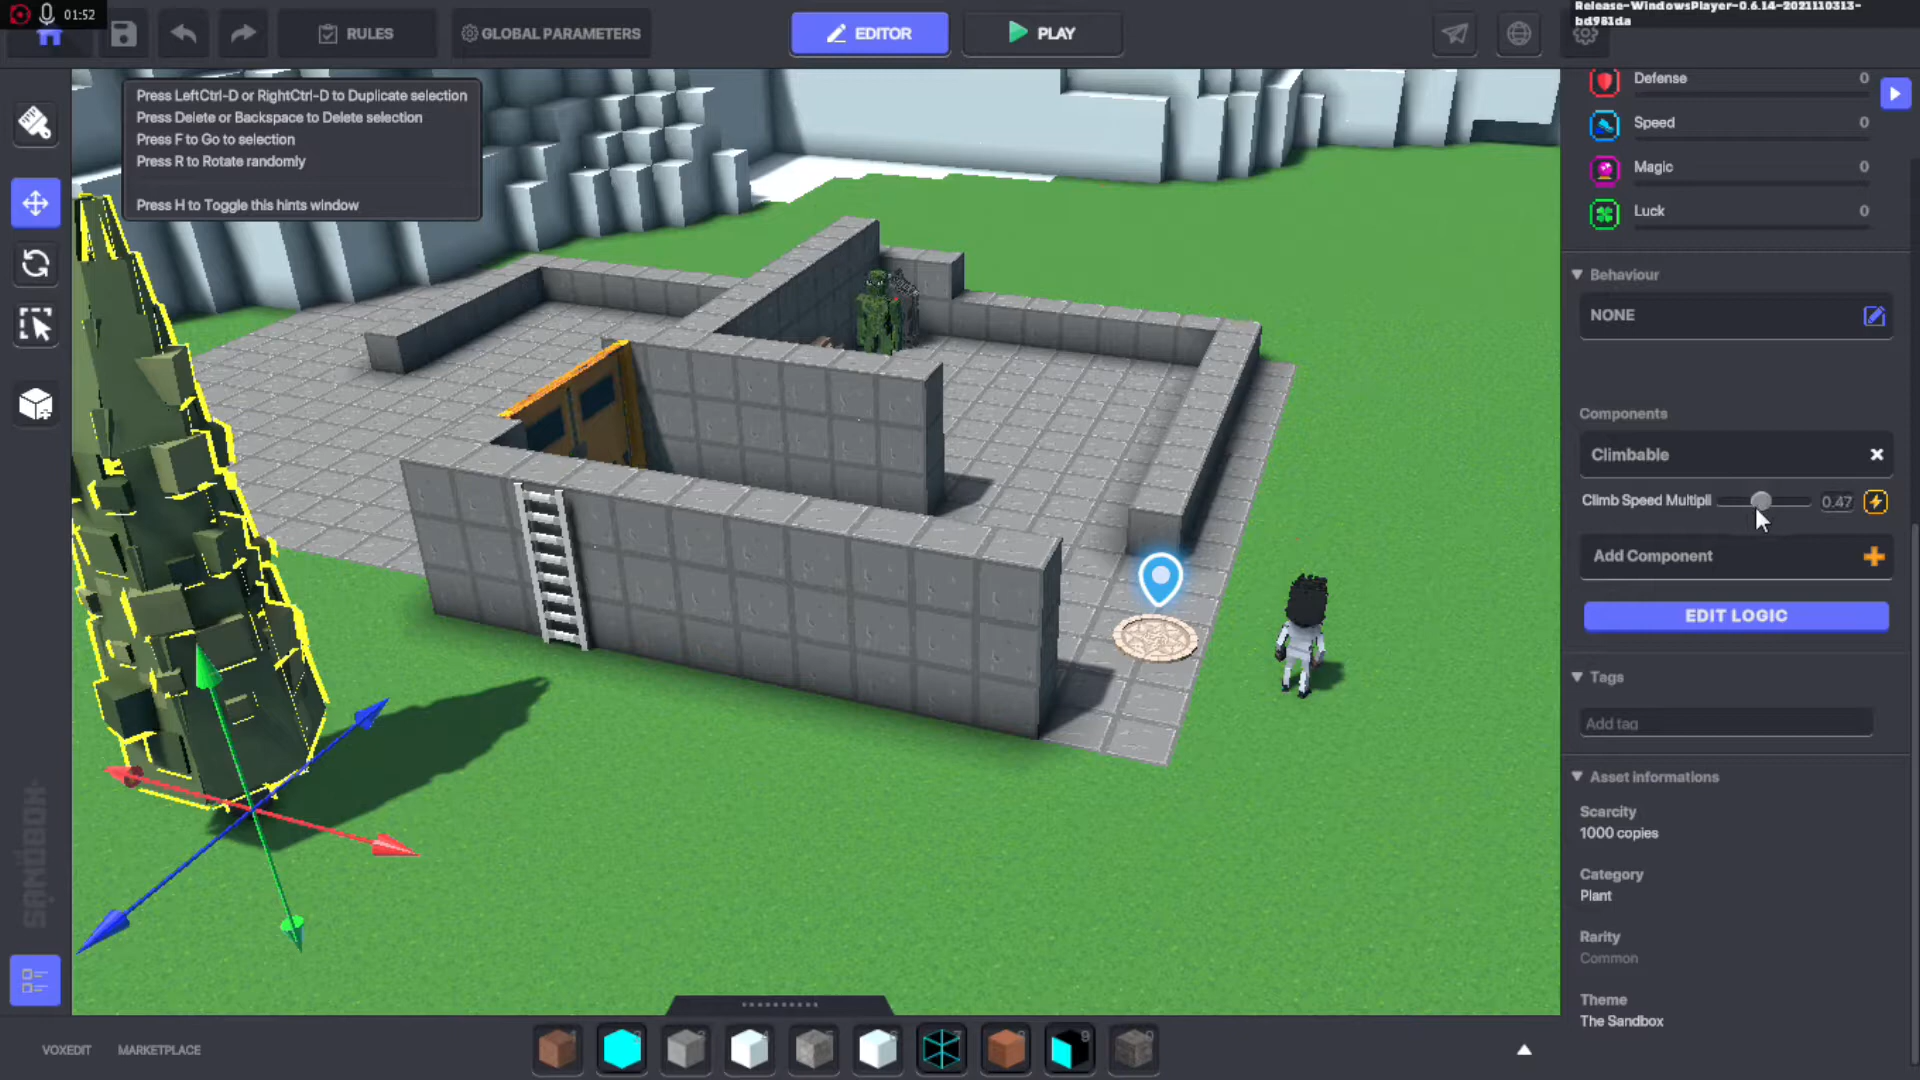 01:52
Release-WindowsPlayer-0.6.14-2021110313-
bd981da
RULES
GLOBAL PARAMETERS
EDITOR
PLAY
Press LeftCtrl-D or RightCtrl-D to Duplicate selection
Press Delete or Backspace to Delete selection
Press F to Go to selection
Press R to Rotate randomly
Press H to Toggle this hints window
Defense 0
Speed 0
Magic 0
Luck 0
Behaviour
NONE
Components
Climbable
Climb Speed Multipli 0.47
Add Component
EDIT LOGIC
Tags
Add tag
Asset informations
Scarcity
1000 copies
Category
Plant
Rarity
Common
Theme
The Sandbox
SANDBOX
VOXEDIT
MARKETPLACE